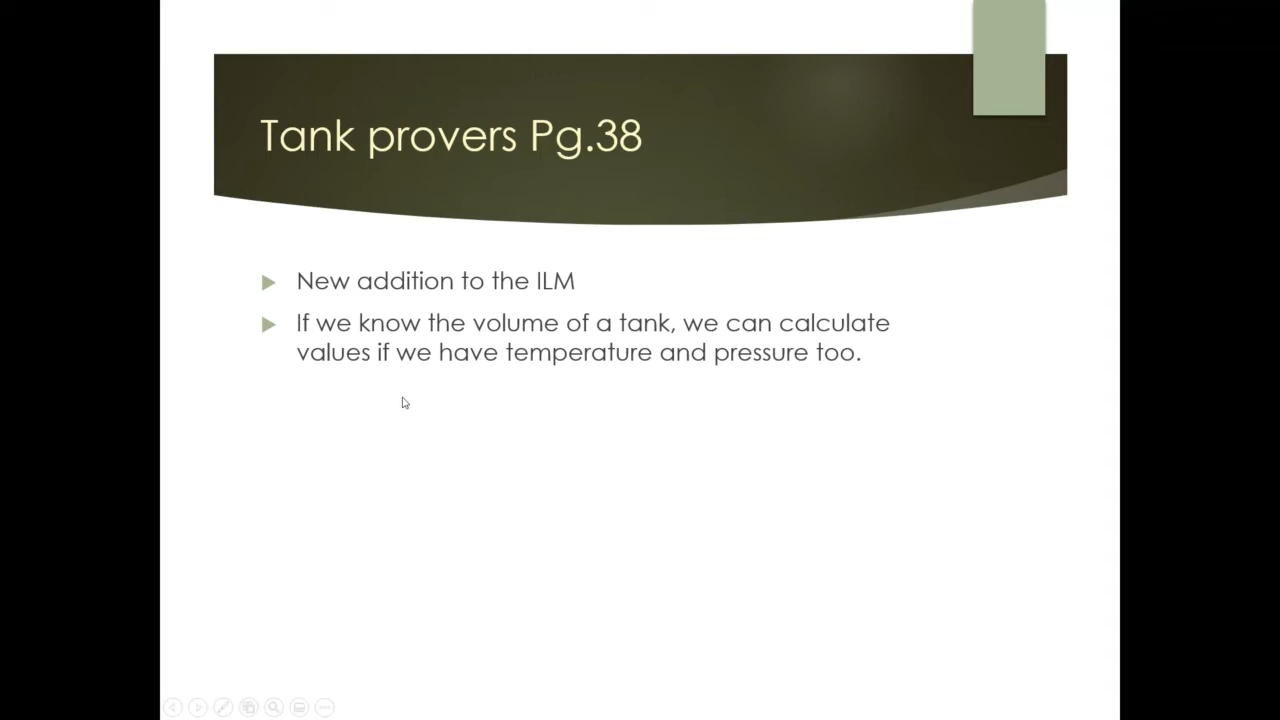 Tank provers Pg.38
New addition to the ILM
If we know the volume of a tank, we can calculate
values if we have temperature and pressure too.